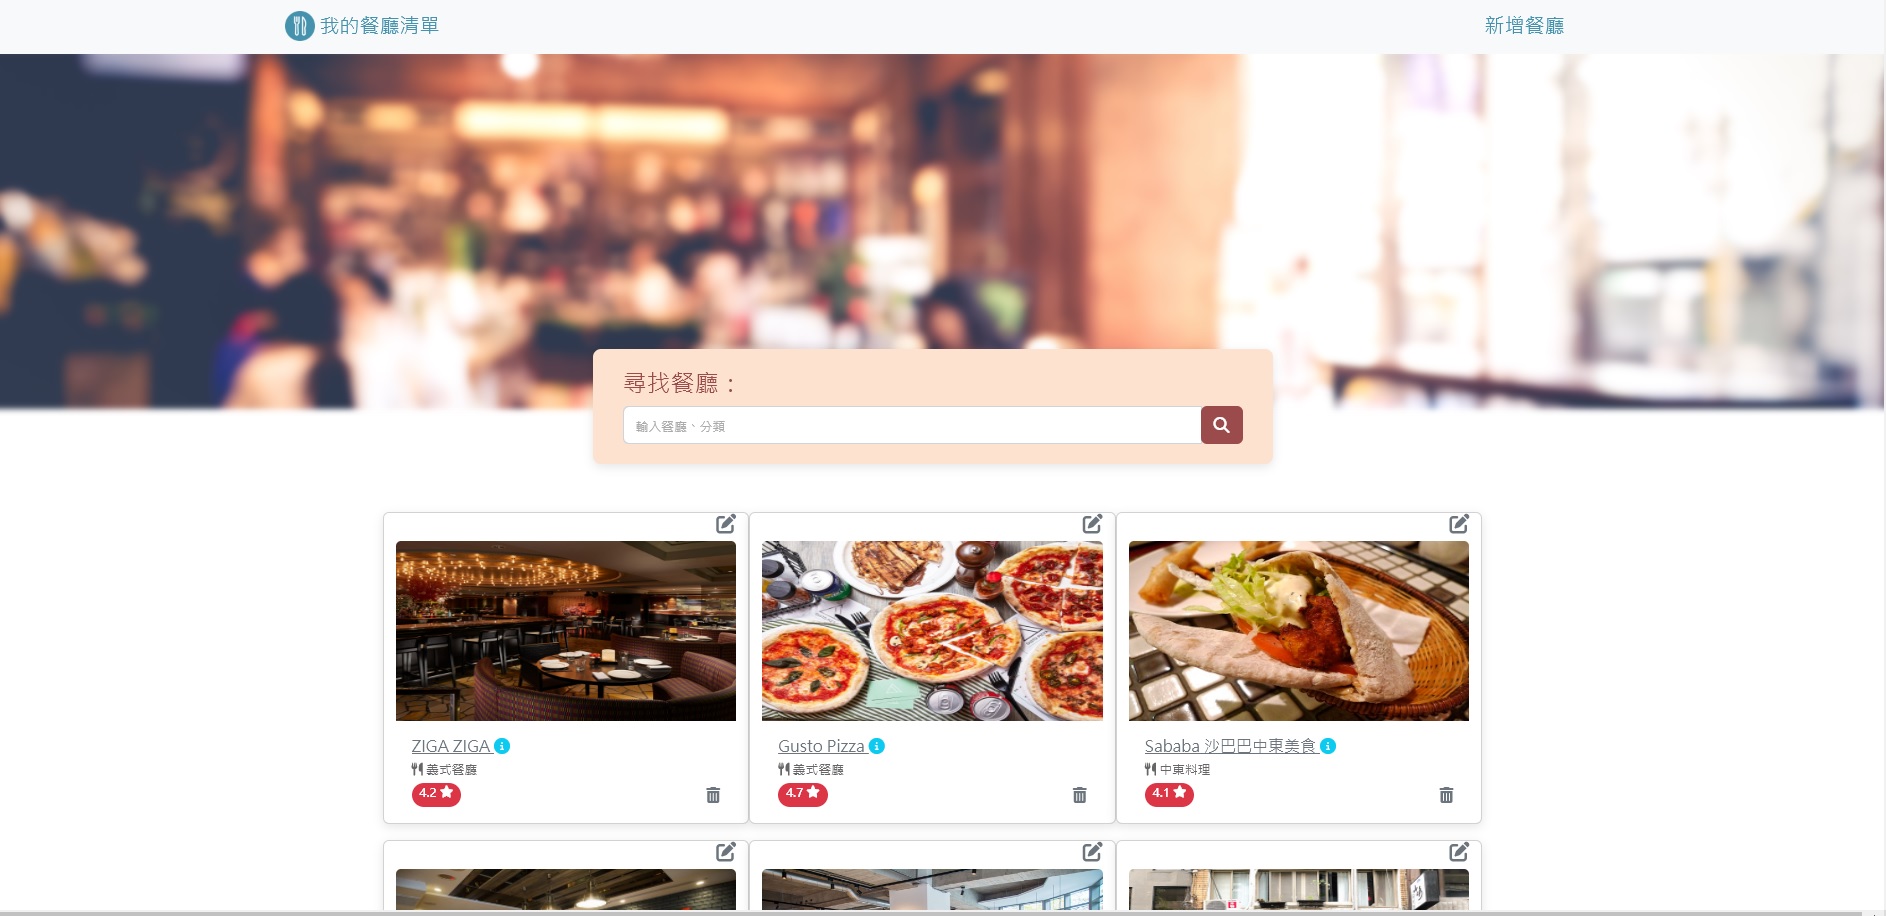 我的餐廳清單
新增餐廳
尋找餐廳：
輸入餐廳、分類
ZIGA ZIGA
義式餐廳
4.2
Gusto Pizza
義式餐廳
4.7
Sababa 沙巴巴中東美食
中東料理
4.1